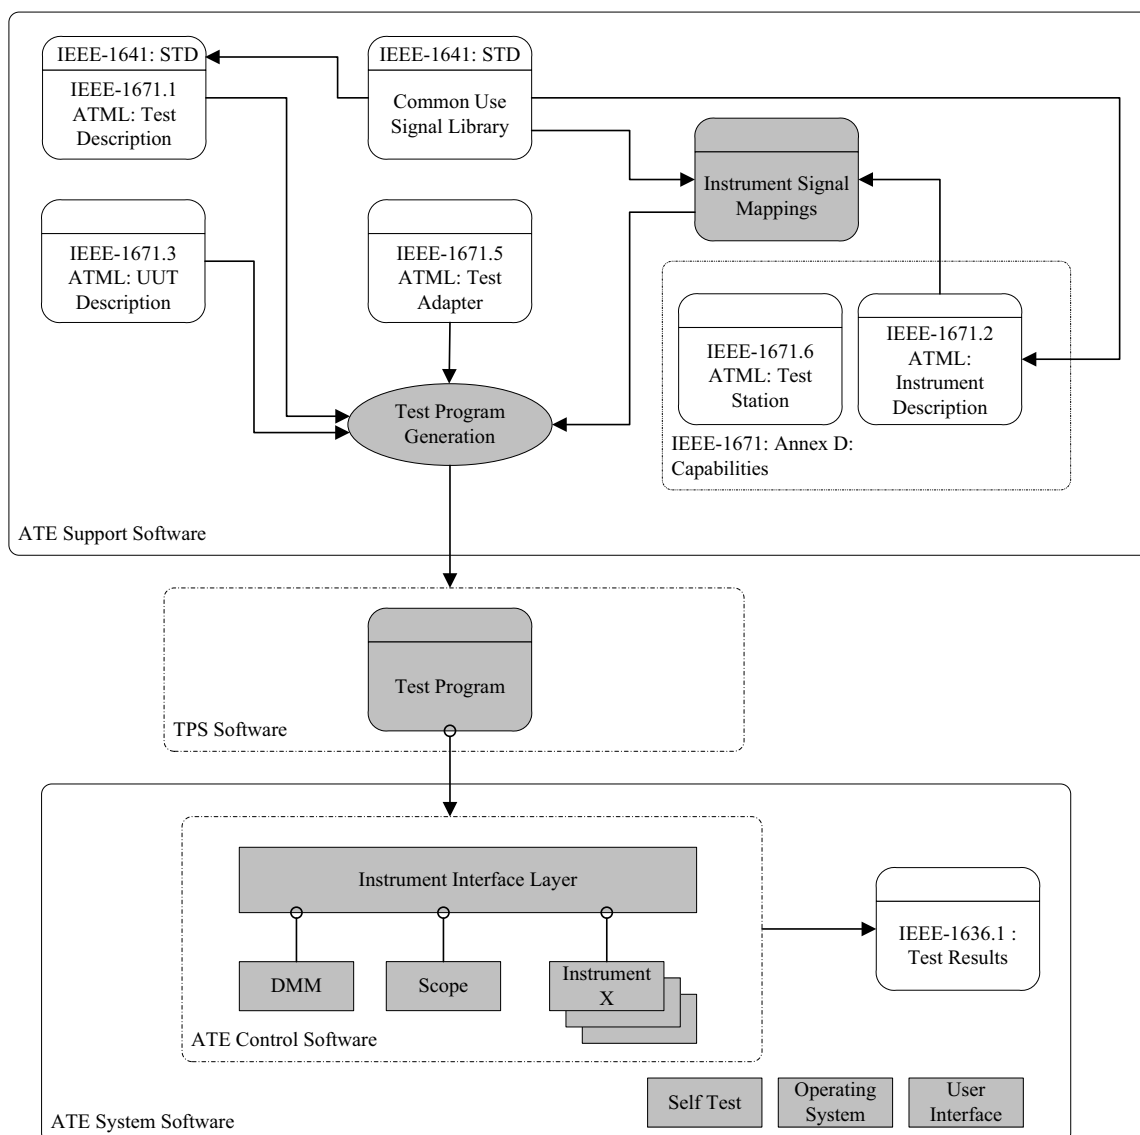 IEEE-1641: STD
IEEE-1671.1
ATML: Test
Description
IEEE-1641: STD
Common Use
Signal Library
Instrument Signal
Mappings
IEEE-1671.3
ATML: UUT
Description
IEEE-1671.5
ATML: Test
Adapter
IEEE-1671.6
ATML: Test
Station
IEEE-1671.2
ATML:
Instrument
Description
IEEE-1671: Annex D:
Capabilities
Test Program
Generation
ATE Support Software
Test Program
TPS Software
Instrument Interface Layer
DMM
Scope
Instrument
X
ATE Control Software
IEEE-1636.1 :
Test Results
Self Test
Operating
System
User
Interface
ATE System Software